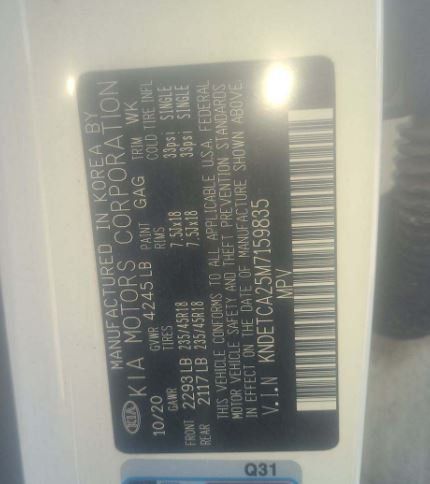 MANUFACTURED IN KOREA BY
KIA KIA MOTORS CORPORATION
10/20 GVWR 4245LB PAINT GAG TRIM WK
GAWR TIRES RIMS COLD TIRE INFL
FRONT 2293LB 235/45R18 7.5Jx18 33psi SINGLE
REAR 2117LB 235/45R18 7.5Jx18 33psi SINGLE
THIS VEHICLE CONFORMS TO ALL APPLICABLE U.S.A. FEDERAL
MOTOR VEHICLE SAFETY AND THEFT PREVENTION STANDARDS
IN EFFECT ON THE DATE OF MANUFACTURE SHOWN ABOVE.
V.I.N KNDETCA25M7159835
MPV
Q31